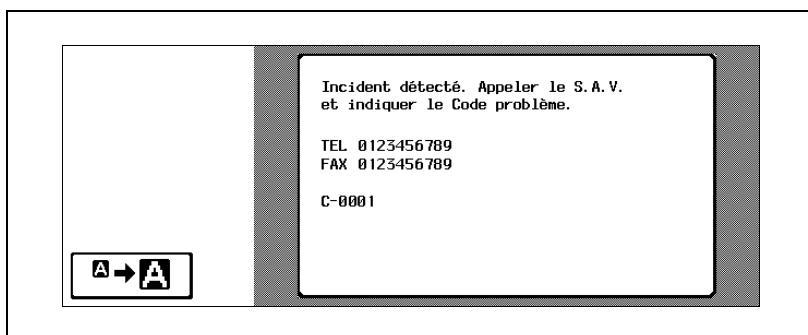 Incident détecté. Appeler le S.A.V.
et indiquer le Code problème.
TEL 0123456789
FAX 0123456789
C-0001
A→A